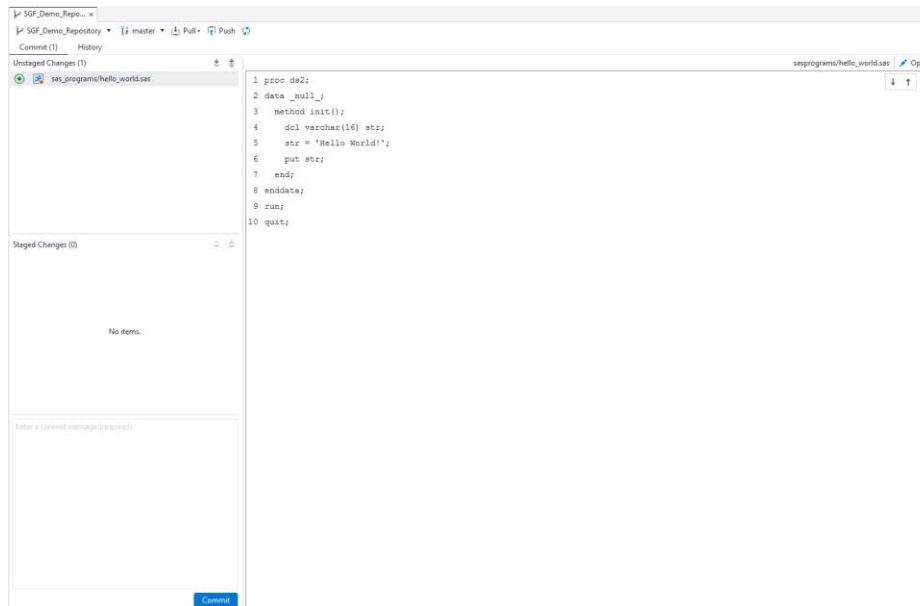 SGF_Demo_Repo... ×
SGF_Demo_Repository master Pull Push
Commit (1) History
Unstaged Changes (1)
sas_programs/hello_world.sas
sasprograms/hello_world.sas Op
1 proc ds2;
2 data _null_;
3 method init();
4 dcl varchar(16) str;
5 str = 'Hello World!';
6 put str;
7 end;
8 enddata;
9 run;
10 quit;
Staged Changes (0)
No items.
Enter a commit message (required)
Commit